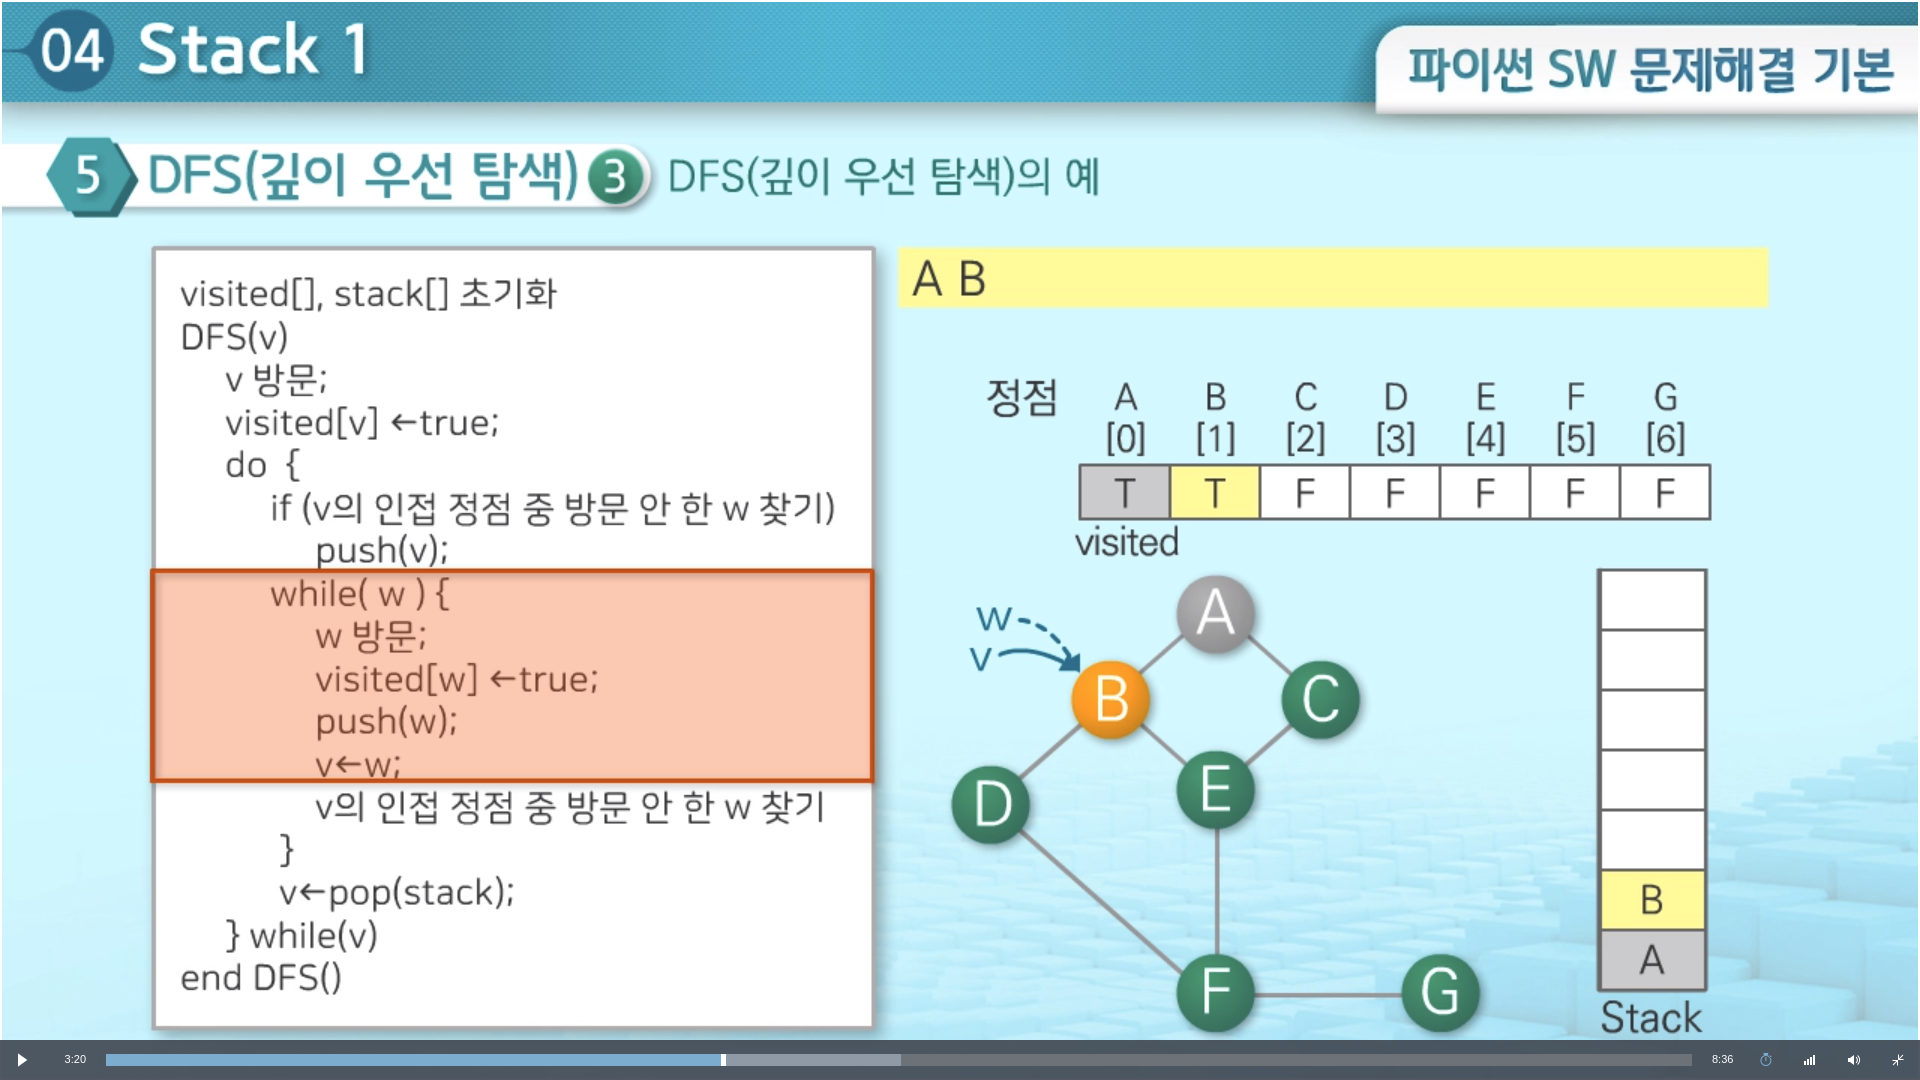 04 Stack 1
파이썬 SW 문제해결 기본
5 DFS(깊이 우선 탐색) 3 DFS(깊이 우선 탐색)의 예
visited[], stack[] 초기화
DFS(v)
v 방문;
visited[v] ←true;
do {
if (v의 인접 정점 중 방문 안 한 w 찾기)
push(v);
while( w ) {
w 방문;
visited[w] ←true;
push(w);
v←w;
v의 인접 정점 중 방문 안 한 w 찾기
}
v←pop(stack);
} while(v)
end DFS()
A B
정점 A B C D E F G
[0] [1] [2] [3] [4] [5] [6]
T T F F F F F
visited
w
v
A
B
C
D
E
F
G
B
A
Stack
3:20
8:36